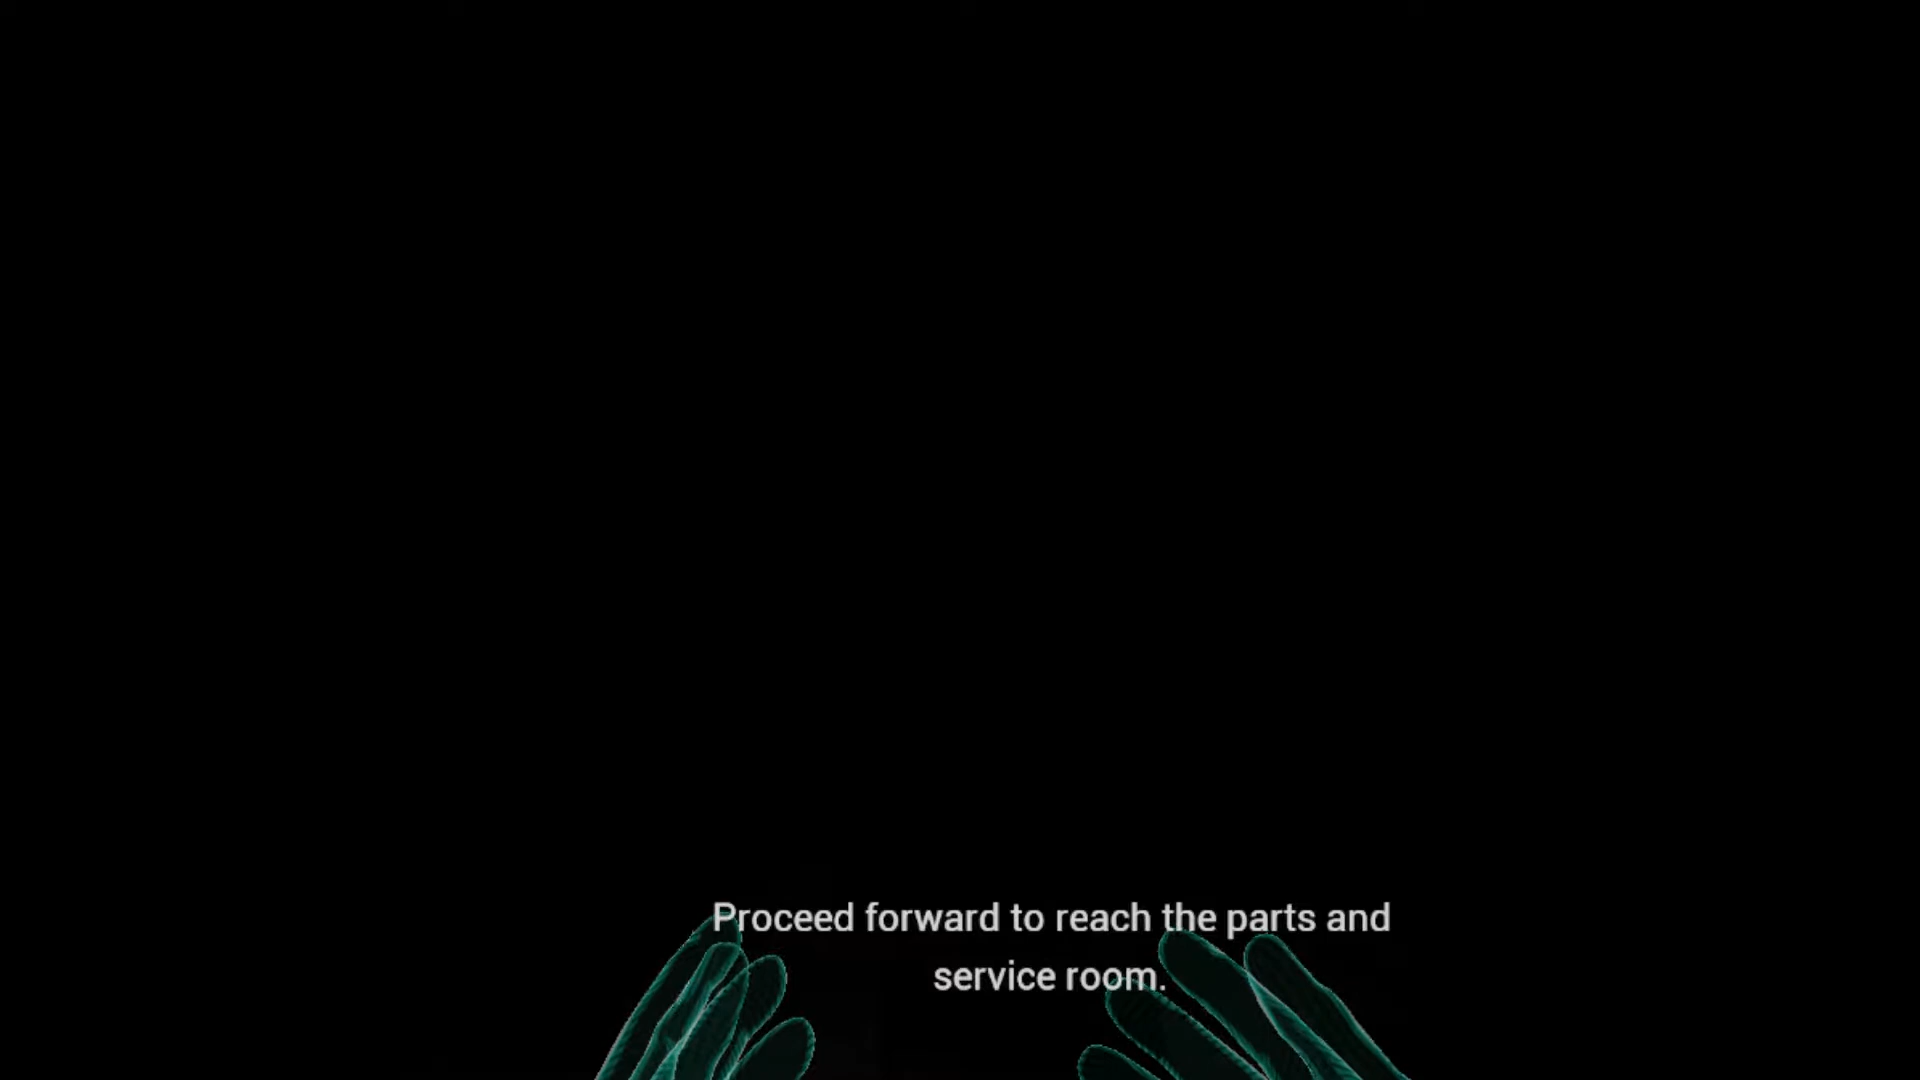 Proceed forward to reach the parts and
service room.